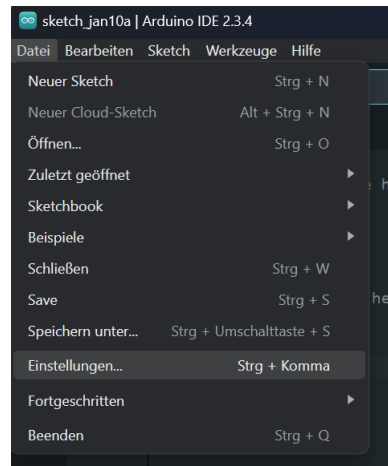 sketch_jan10a | Arduino IDE 2.3.4
Datei Bearbeiten Sketch Werkzeuge Hilfe
Neuer Sketch Strg + N
Neuer Cloud-Sketch Alt + Strg + N
Öffnen... Strg + O
Zuletzt geöffnet
Sketchbook
Beispiele
Schließen Strg + W
Save Strg + S
Speichern unter... Strg + Umschalttaste + S
Einstellungen... Strg + Komma
Fortgeschritten
Beenden Strg + Q